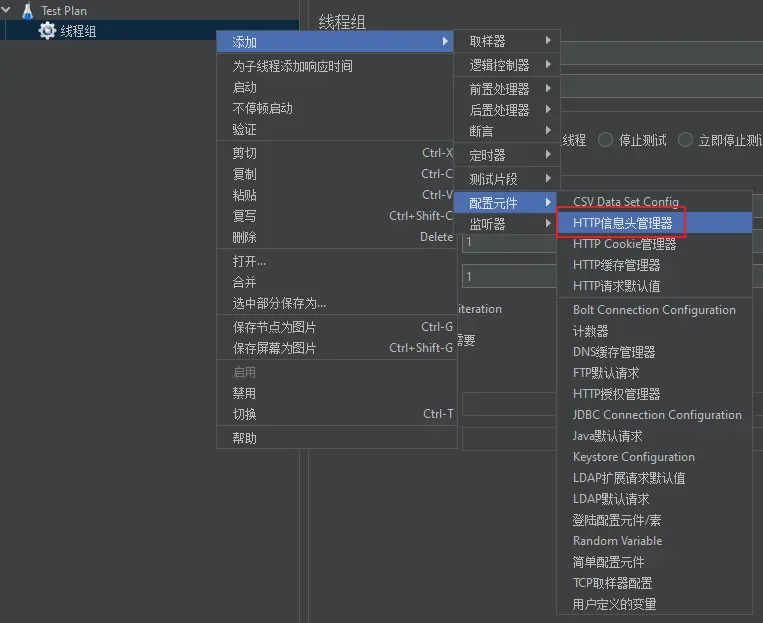 Test Plan
线程组
线程组
添加
为子线程添加响应时间
启动
不停顿启动
验证
剪切 Ctrl-X
复制 Ctrl-C
粘贴 Ctrl-V
复写 Ctrl+Shift-C
删除 Delete
打开...
合并
选中部分保存为...
保存节点为图片 Ctrl-G
保存屏幕为图片 Ctrl+Shift-G
启用
禁用
切换 Ctrl-T
帮助
取样器
逻辑控制器
前置处理器
后置处理器
断言
定时器
测试片段
配置元件
监听器
线程 停止测试 立即停止测试
1
1
iteration
需要
CSV Data Set Config
HTTP信息头管理器
HTTP Cookie管理器
HTTP缓存管理器
HTTP请求默认值
Bolt Connection Configuration
计数器
DNS缓存管理器
FTP默认请求
HTTP授权管理器
JDBC Connection Configuration
Java默认请求
Keystore Configuration
LDAP扩展请求默认值
LDAP默认请求
登陆配置元件/素
Random Variable
简单配置元件
TCP取样器配置
用户定义的变量